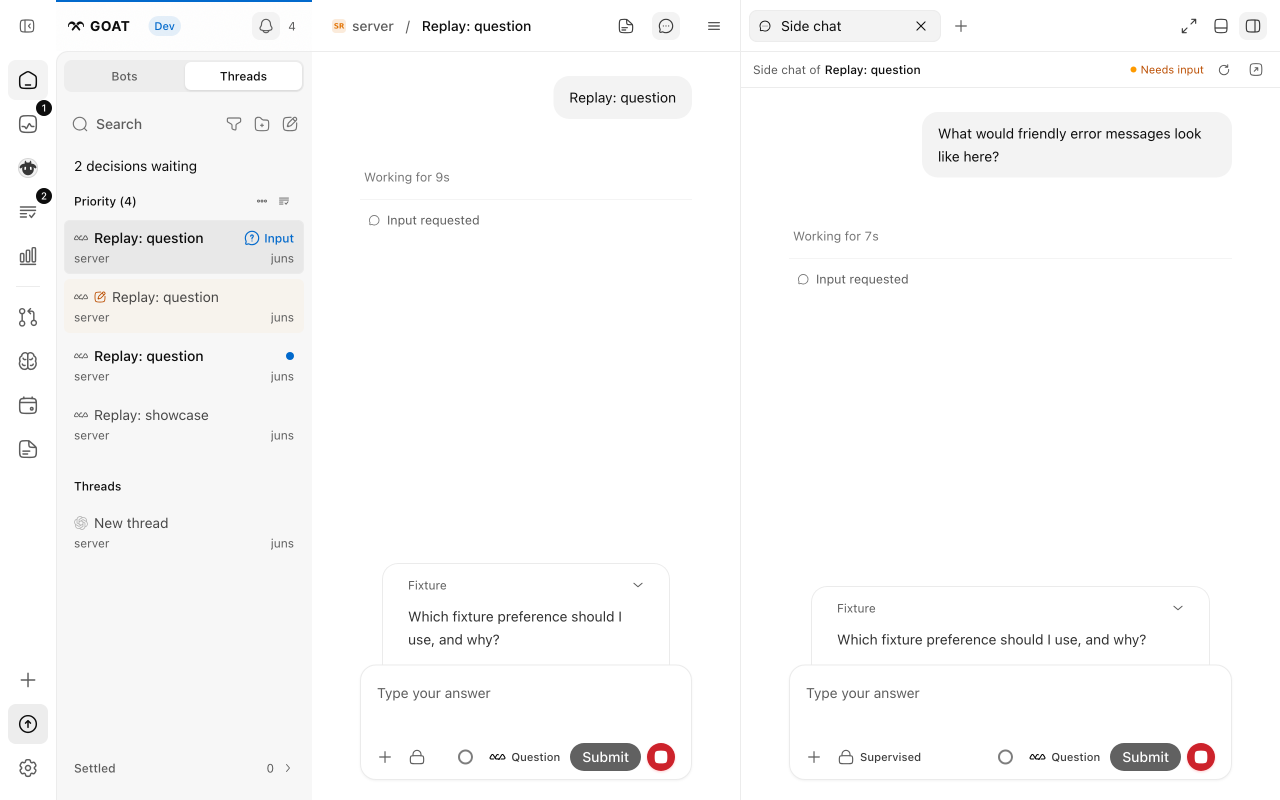 GOAT
Dev
4
SR server / Replay: question
Side chat
Bots
Threads
Side chat of Replay: question
Needs input
Search
1
2
2 decisions waiting
Priority (4)
Replay: question
Input
server
juns
Replay: question
server
juns
Replay: question
server
juns
Replay: showcase
server
juns
Threads
New thread
server
juns
Settled
0
Replay: question
Working for 9s
Input requested
Fixture
Which fixture preference should I
use, and why?
Type your answer
Question
Submit
What would friendly error messages look
like here?
Working for 7s
Input requested
Fixture
Which fixture preference should I use, and why?
Type your answer
Supervised
Question
Submit